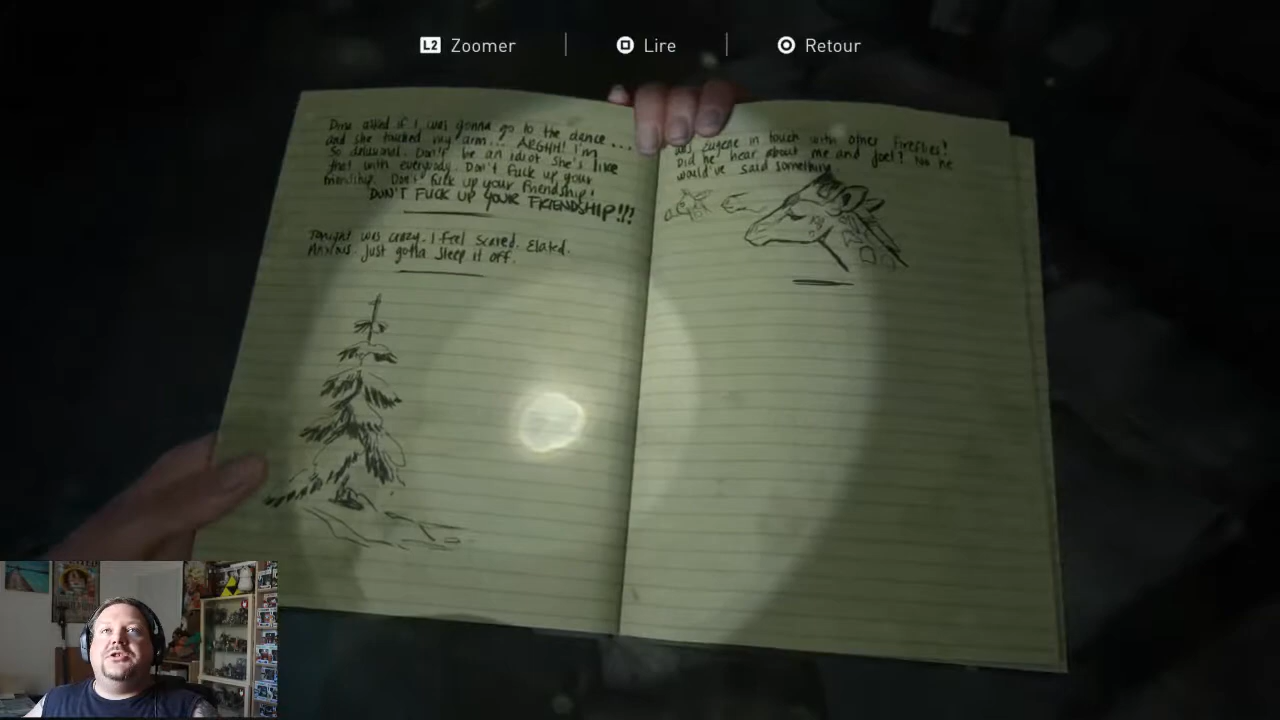 L2 Zoomer
Lire
Retour
Dina asked if I was gonna go to the dance...
and she touched my arm... ARGHH! I'm
so delusional. Don't be an idiot. She's like
that with everybody. Don't fuck up your
friendship. Don't fuck up your friendship!
DON'T FUCK UP YOUR FRIENDSHIP!!!
Tonight was crazy. I feel scared. Elated.
Anxious. Just gotta sleep it off.
Was Eugene in touch with other Fireflies?
Did he hear about me and Joel? No he
would've said something